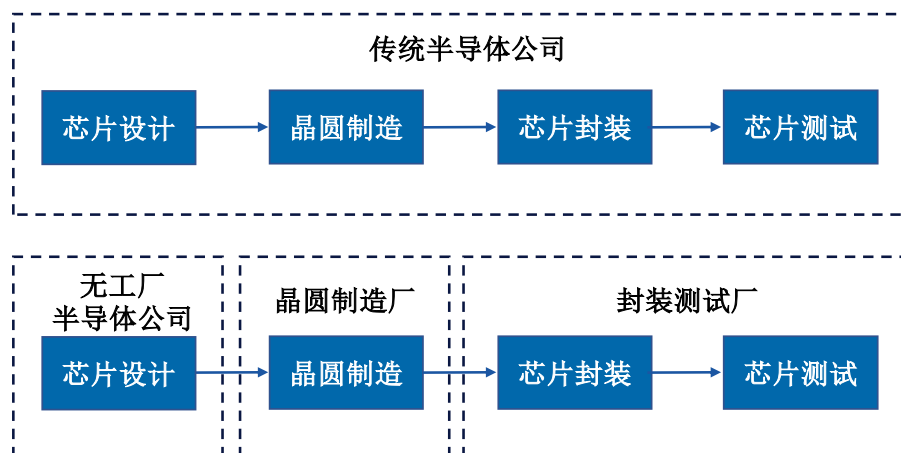 传统半导体公司
芯片设计
晶圆制造
芯片封装
芯片测试
无工厂
半导体公司
晶圆制造厂
封装测试厂
芯片设计
晶圆制造
芯片封装
芯片测试